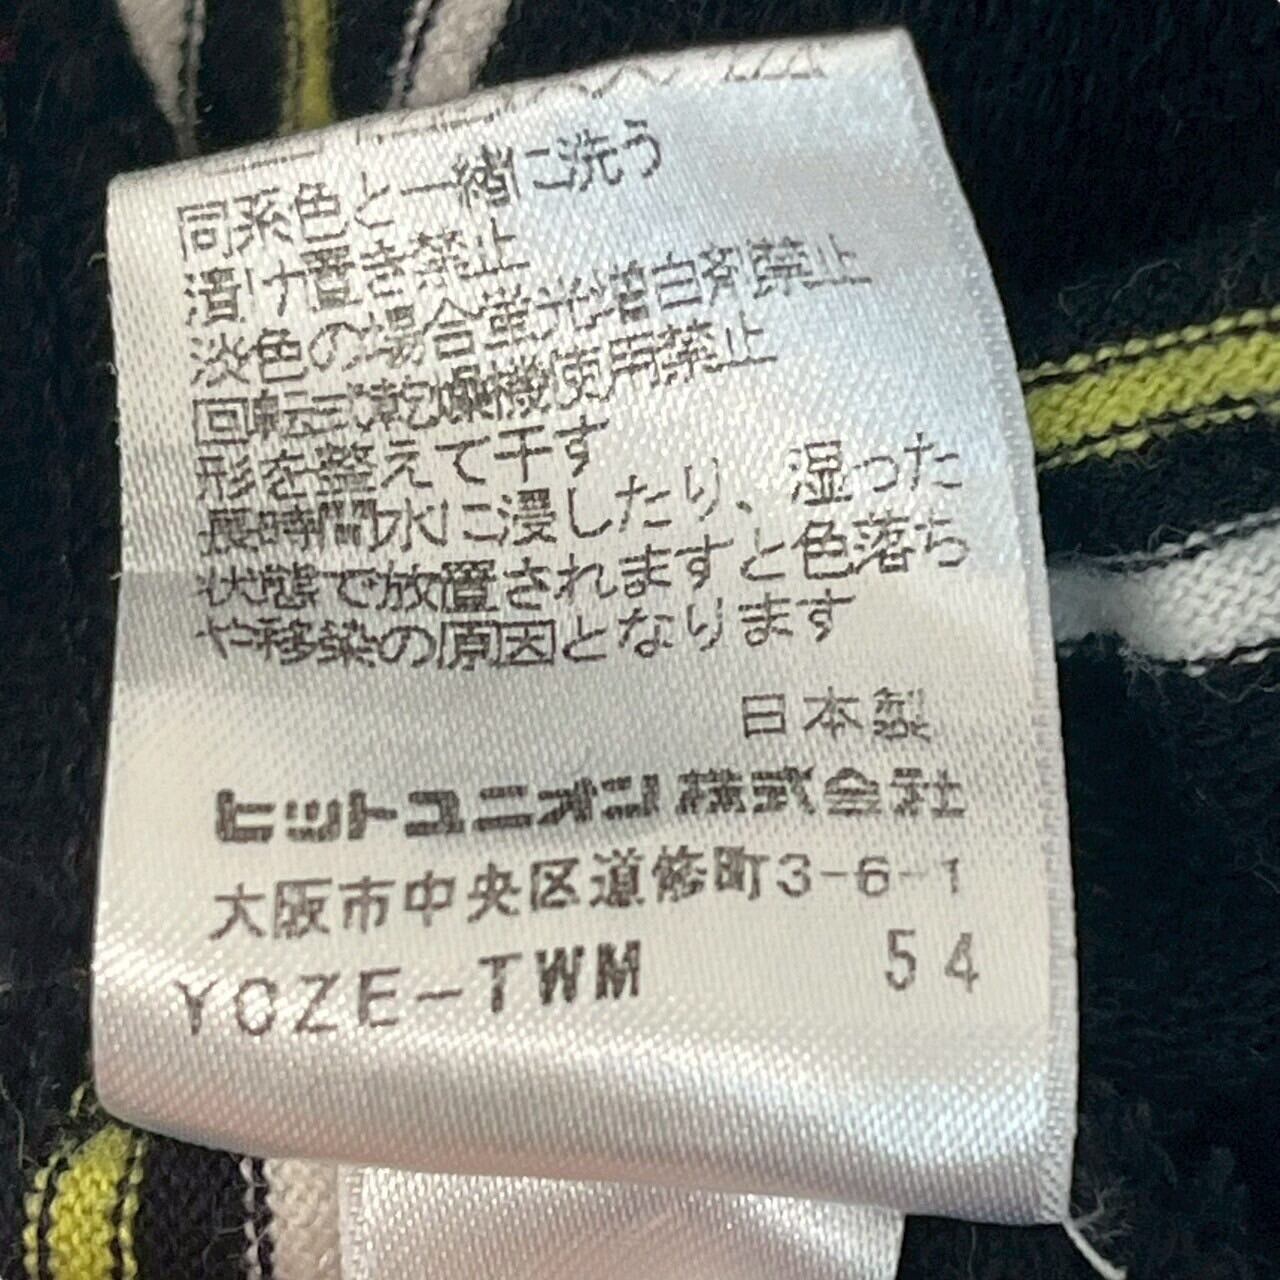 同系色と一緒に洗う
漬け置き禁止
淡色の場合蛍光増白剤禁止
回転式乾燥機使用禁止
形を整えて干す
長時間水に浸したり、湿った
状態で放置されますと色落ち
や移染の原因となります
日本製
ヒットユニオン株式会社
大阪市中央区道修町3-6-1
YOZE-TWM 54